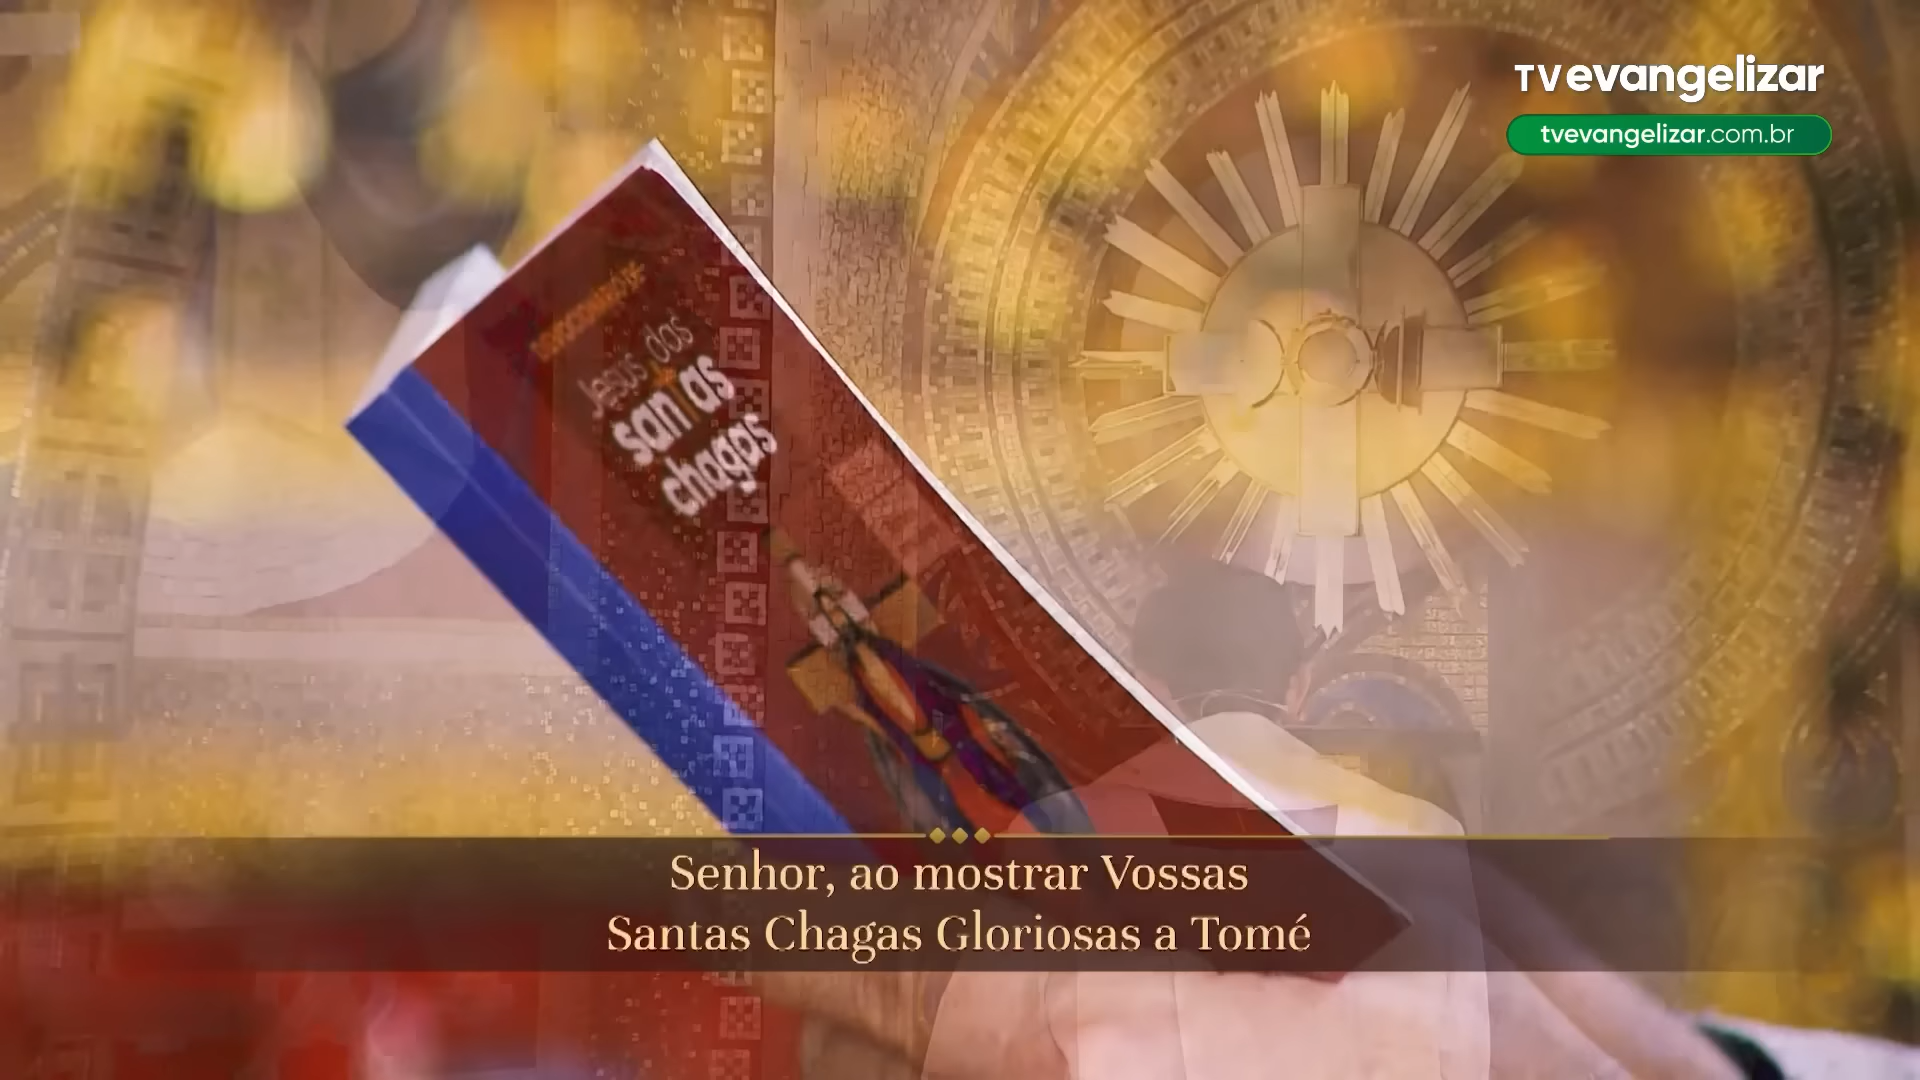 TVevangelizar
tvevangelizar.com.br
Jesus das
santas
chagas
Senhor, ao mostrar Vossas
Santas Chagas Gloriosas a Tomé